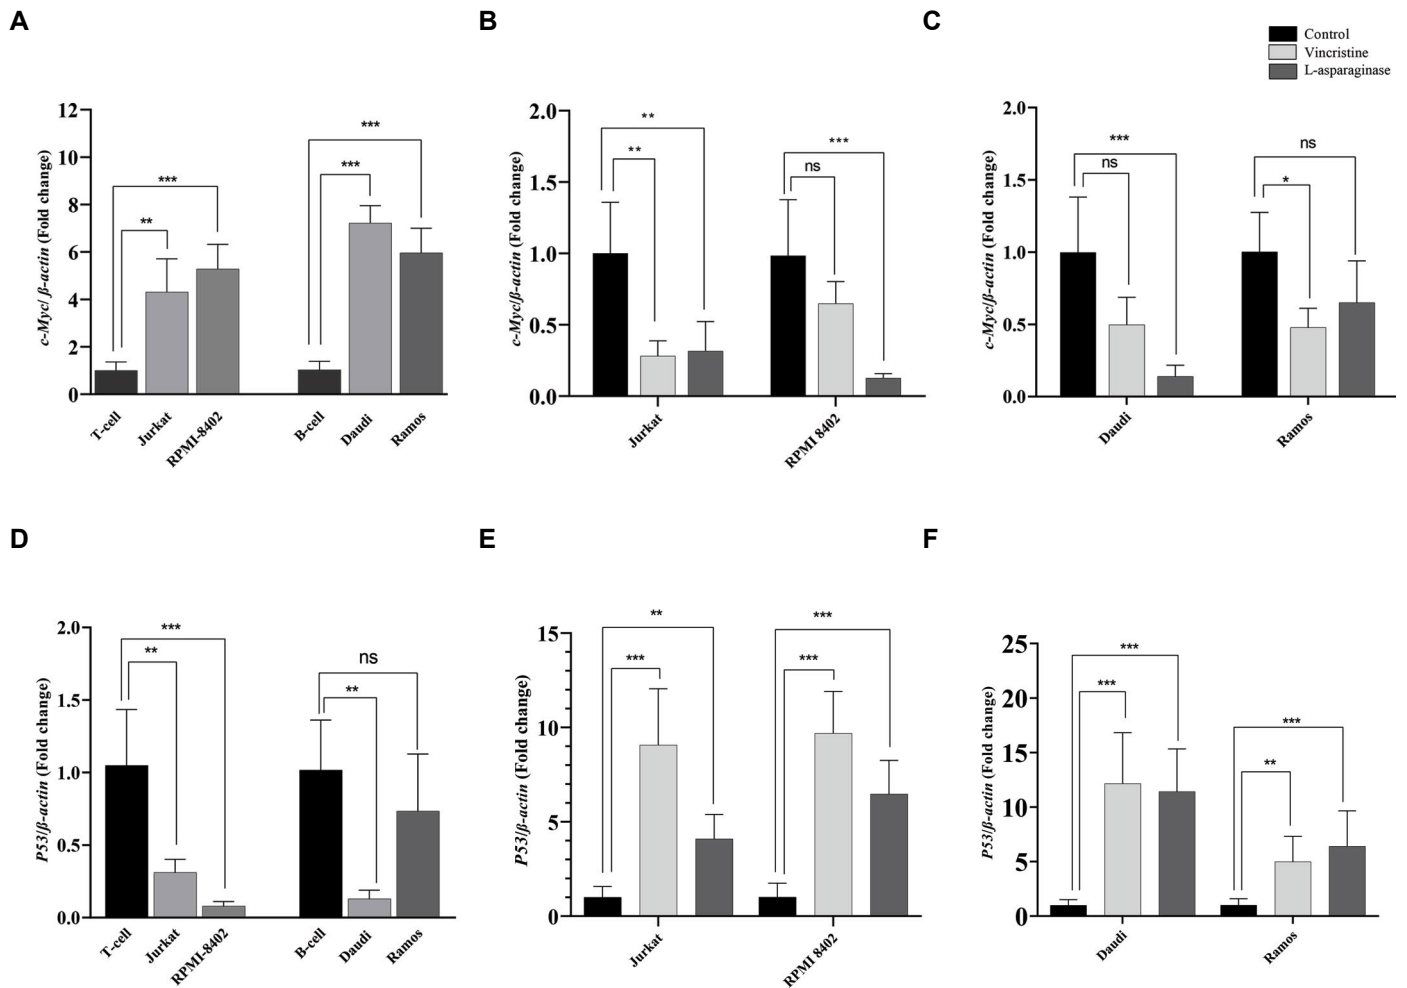 A
B
C
Control
Vincristine
L-asparaginase
c-Myc/ β-actin (Fold change)
12
10
8
6
4
2
0
***
**
***
***
T-cell
Jurkat
RPMI-8402
B-cell
Daudi
Ramos
c-Myc/β-actin (Fold change)
2.0
1.5
1.0
0.5
0.0
**
**
***
ns
Jurkat
RPMI 8402
c-Myc/β-actin (Fold change)
2.0
1.5
1.0
0.5
0.0
***
ns
ns
*
Daudi
Ramos
D
E
F
P53/β-actin (Fold change)
2.0
1.5
1.0
0.5
0.0
***
**
ns
**
T-cell
Jurkat
RPMI-8402
B-cell
Daudi
Ramos
P53/β-actin (Fold change)
15
10
5
0
**
***
***
***
Jurkat
RPMI 8402
P53/β-actin (Fold change)
25
20
15
10
5
0
***
***
***
**
Daudi
Ramos